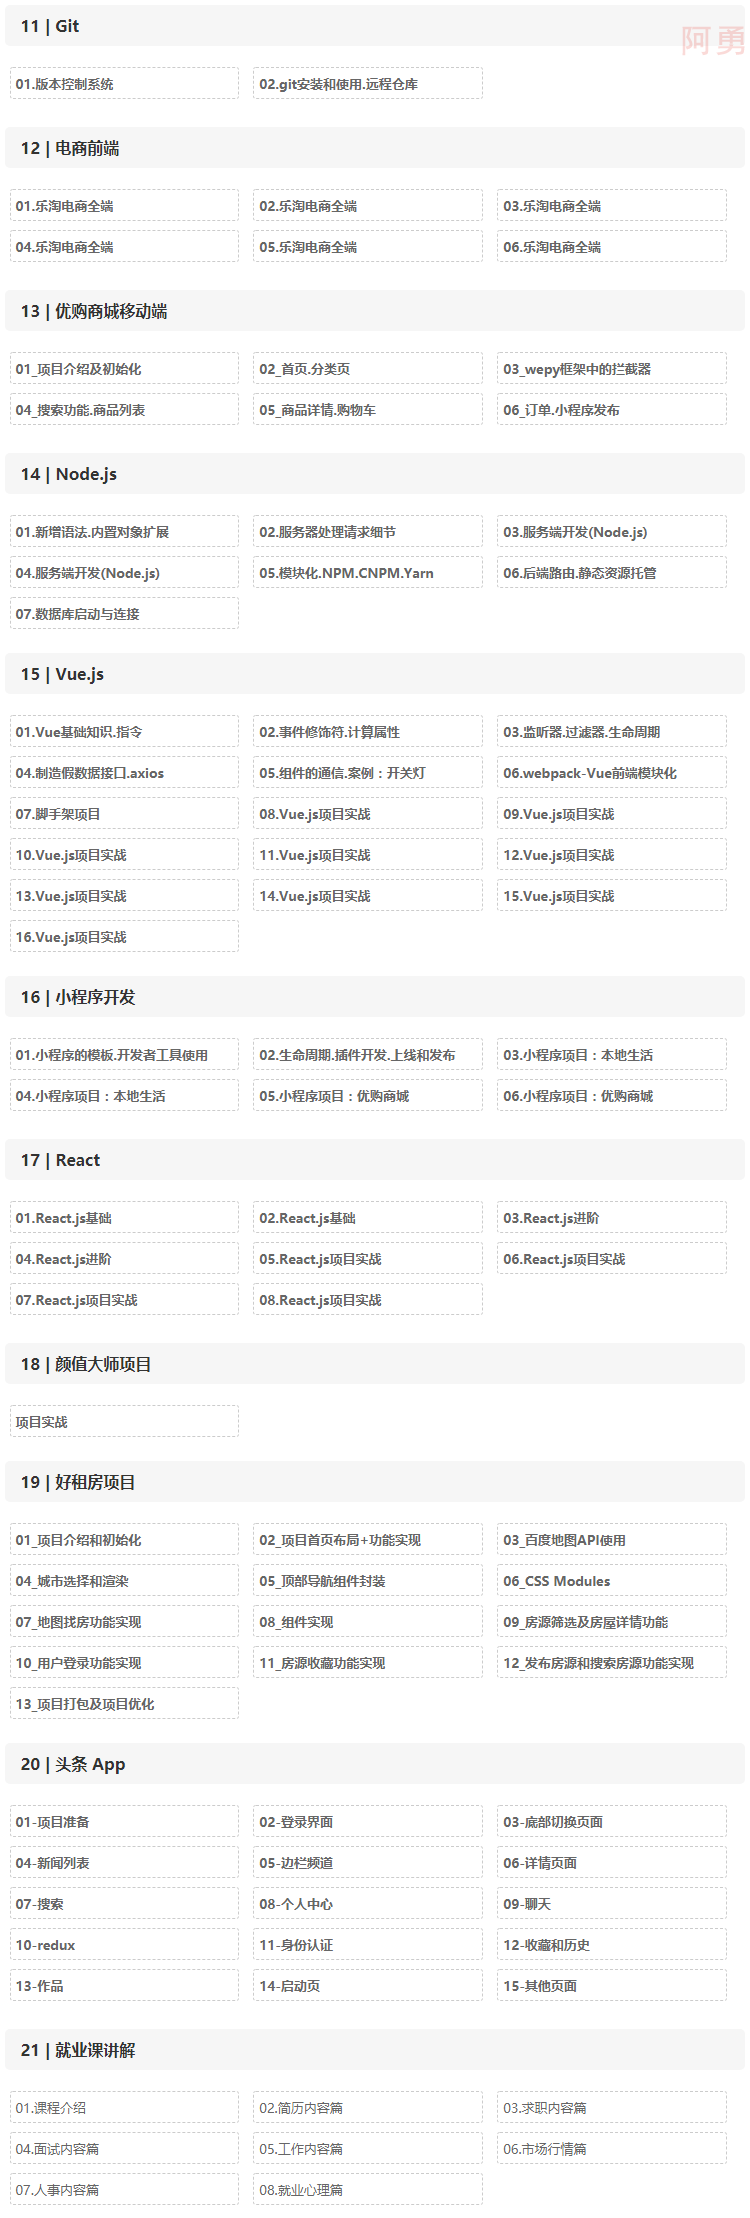 11 | Git
阿勇
01.版本控制系统 02.git安装和使用.远程仓库
12 | 电商前端
01.乐淘电商全端 02.乐淘电商全端 03.乐淘电商全端
04.乐淘电商全端 05.乐淘电商全端 06.乐淘电商全端
13 | 优购商城移动端
01_项目介绍及初始化 02_首页.分类页 03_wepy框架中的拦截器
04_搜索功能.商品列表 05_商品详情.购物车 06_订单.小程序发布
14 | Node.js
01.新增语法.内置对象扩展 02.服务器处理请求细节 03.服务端开发(Node.js)
04.服务端开发(Node.js) 05.模块化.NPM.CNPM.Yarn 06.后端路由.静态资源托管
07.数据库启动与连接
15 | Vue.js
01.Vue基础知识.指令 02.事件修饰符.计算属性 03.监听器.过滤器.生命周期
04.制造假数据接口.axios 05.组件的通信.案例：开关灯 06.webpack-Vue前端模块化
07.脚手架项目 08.Vue.js项目实战 09.Vue.js项目实战
10.Vue.js项目实战 11.Vue.js项目实战 12.Vue.js项目实战
13.Vue.js项目实战 14.Vue.js项目实战 15.Vue.js项目实战
16.Vue.js项目实战
16 | 小程序开发
01.小程序的模板.开发者工具使用 02.生命周期.插件开发.上线和发布 03.小程序项目：本地生活
04.小程序项目：本地生活 05.小程序项目：优购商城 06.小程序项目：优购商城
17 | React
01.React.js基础 02.React.js基础 03.React.js进阶
04.React.js进阶 05.React.js项目实战 06.React.js项目实战
07.React.js项目实战 08.React.js项目实战
18 | 颜值大师项目
项目实战
19 | 好租房项目
01_项目介绍和初始化 02_项目首页布局+功能实现 03_百度地图API使用
04_城市选择和渲染 05_顶部导航组件封装 06_CSS Modules
07_地图找房功能实现 08_组件实现 09_房源筛选及房屋详情功能
10_用户登录功能实现 11_房源收藏功能实现 12_发布房源和搜索房源功能实现
13_项目打包及项目优化
20 | 头条 App
01-项目准备 02-登录界面 03-底部切换页面
04-新闻列表 05-边栏频道 06-详情页面
07-搜索 08-个人中心 09-聊天
10-redux 11-身份认证 12-收藏和历史
13-作品 14-启动页 15-其他页面
21 | 就业课讲解
01.课程介绍 02.简历内容篇 03.求职内容篇
04.面试内容篇 05.工作内容篇 06.市场行情篇
07.人事内容篇 08.就业心理篇